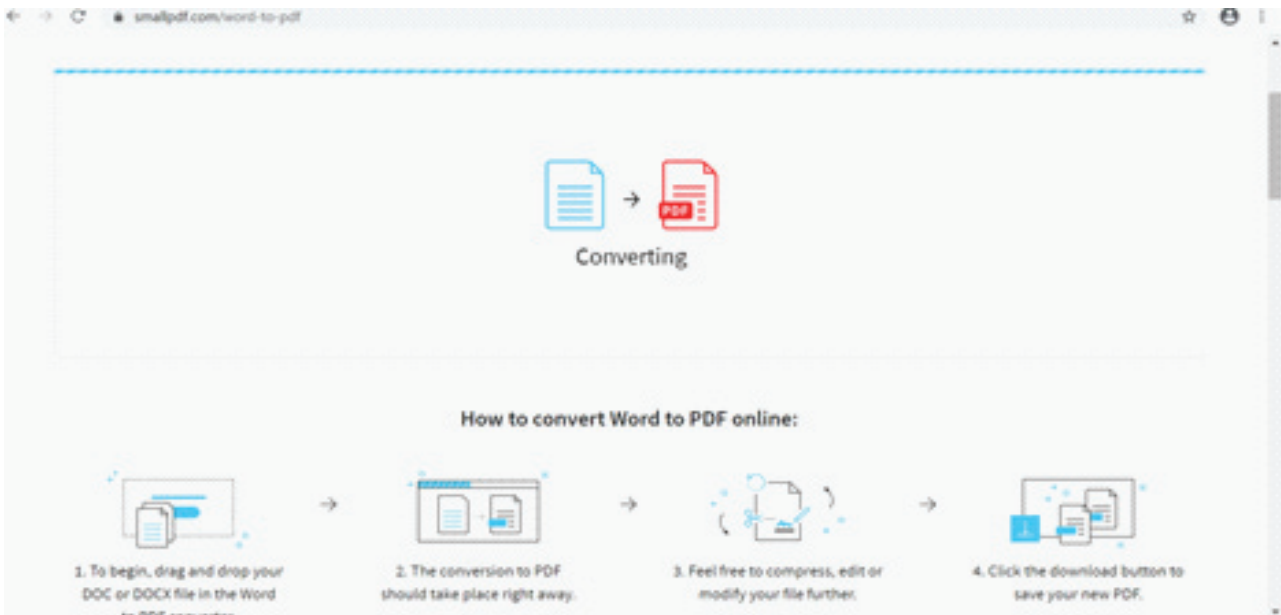 smallpdf.com/word-to-pdf
PDF
Converting
How to convert Word to PDF online:
1. To begin, drag and drop your
DOC or DOCX file in the Word
to PDF converter.
2. The conversion to PDF
should take place right away.
3. Feel free to compress, edit or
modify your file further.
4. Click the download button to
save your new PDF.